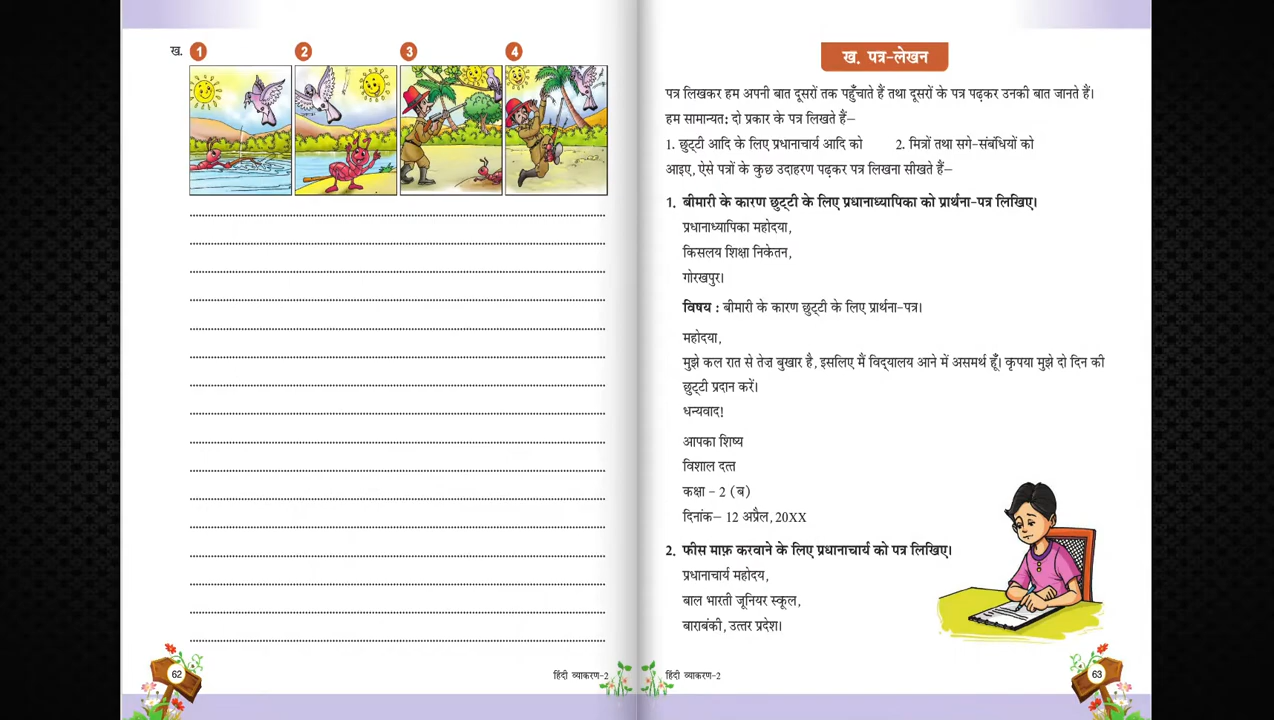 ख. 1 2 3 4
62
हिंदी व्याकरण-2
ख. पत्र-लेखन
पत्र लिखकर हम अपनी बात दूसरों तक पहुँचाते हैं तथा दूसरों के पत्र पढ़कर उनकी बात जानते हैं।
हम सामान्यतः दो प्रकार के पत्र लिखते हैं–
1. छुट्टी आदि के लिए प्रधानाचार्य आदि को 2. मित्रों तथा सगे-संबंधियों को
आइए, ऐसे पत्रों के कुछ उदाहरण पढ़कर पत्र लिखना सीखते हैं–
1. बीमारी के कारण छुट्टी के लिए प्रधानाध्यापिका को प्रार्थना-पत्र लिखिए।
प्रधानाध्यापिका महोदया,
किसलय शिक्षा निकेतन,
गोरखपुर।
विषय : बीमारी के कारण छुट्टी के लिए प्रार्थना-पत्र।
महोदया,
मुझे कल रात से तेज़ बुखार है, इसलिए मैं विद्यालय आने में असमर्थ हूँ। कृपया मुझे दो दिन की
छुट्टी प्रदान करें।
धन्यवाद!
आपका शिष्य
विशाल दत्त
कक्षा - 2 (ब)
दिनांक– 12 अप्रैल, 20XX
2. फीस माफ़ करवाने के लिए प्रधानाचार्य को पत्र लिखिए।
प्रधानाचार्य महोदय,
बाल भारती जूनियर स्कूल,
बाराबंकी, उत्तर प्रदेश।
हिंदी व्याकरण-2
63